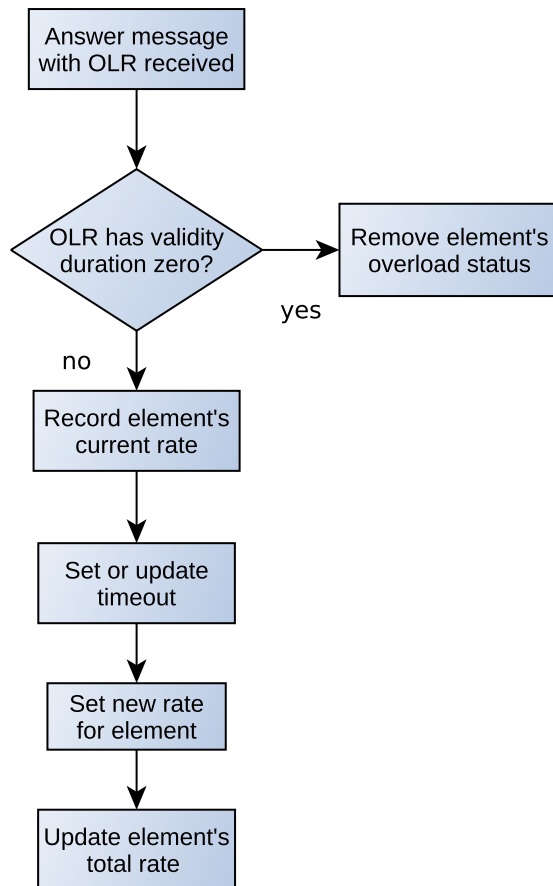 Answer message
with OLR received
OLR has validity
duration zero?
Remove element's
overload status
yes
no
Record element's
current rate
Set or update
timeout
Set new rate
for element
Update element's
total rate